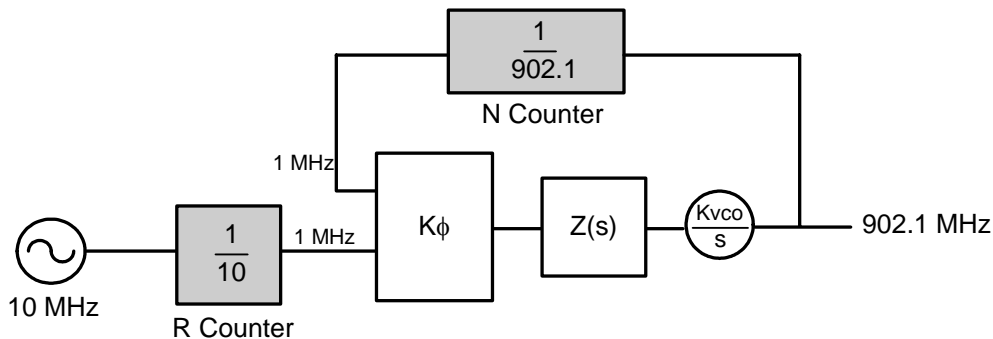 1
902.1
N Counter
1 MHz
Kϕ
Z(s)
Kvco
s
902.1 MHz
1
10
1 MHz
10 MHz
R Counter